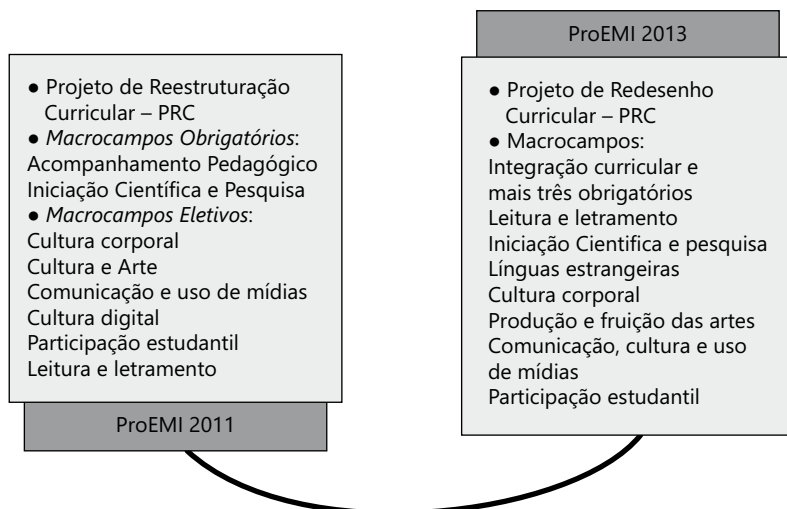 ● Projeto de Reestruturação
Curricular – PRC
● Macrocampos Obrigatórios:
Acompanhamento Pedagógico
Iniciação Científica e Pesquisa
● Macrocampos Eletivos:
Cultura corporal
Cultura e Arte
Comunicação e uso de mídias
Cultura digital
Participação estudantil
Leitura e letramento
ProEMI 2011
ProEMI 2013
● Projeto de Redesenho
Curricular – PRC
● Macrocampos:
Integração curricular e
mais três obrigatórios
Leitura e letramento
Iniciação Cientifica e pesquisa
Línguas estrangeiras
Cultura corporal
Produção e fruição das artes
Comunicação, cultura e uso
de mídias
Participação estudantil